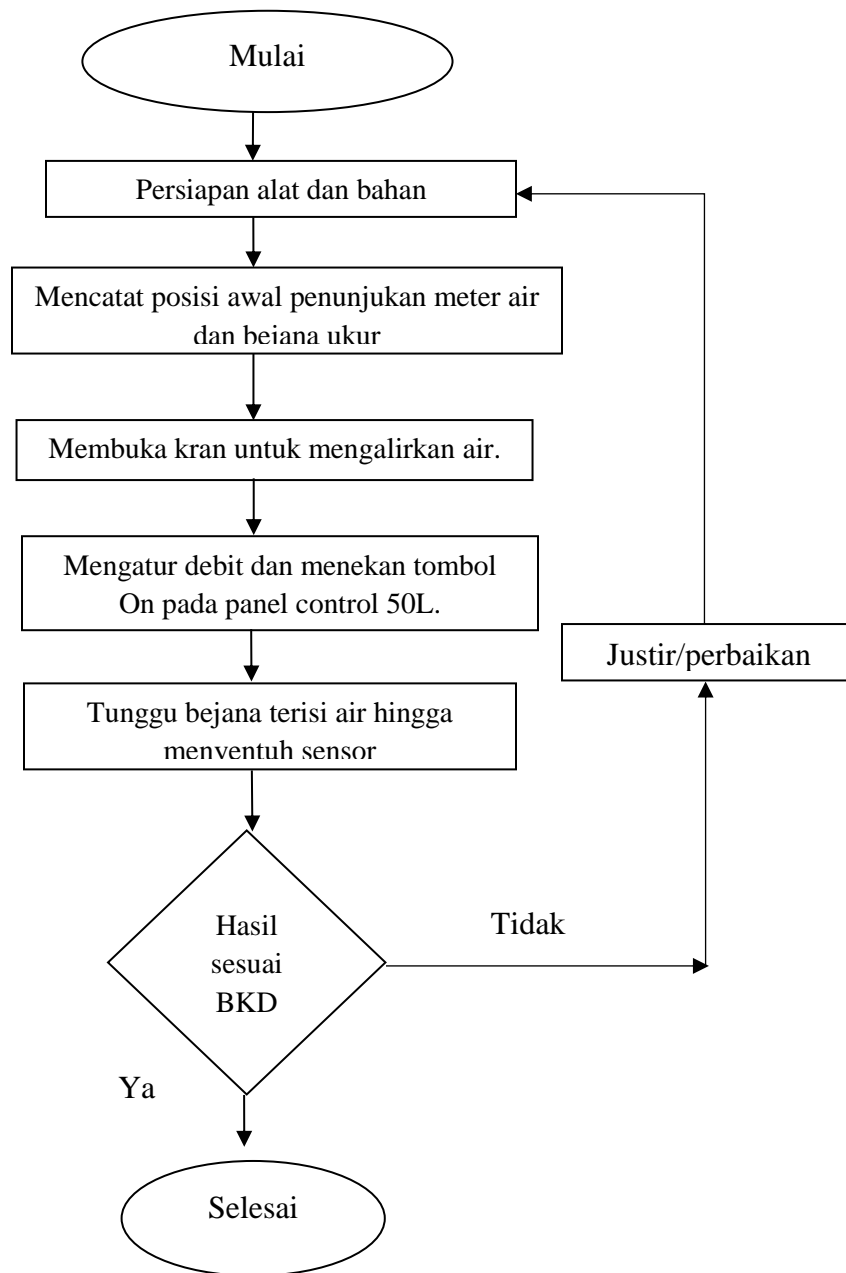 Mulai
Persiapan alat dan bahan
Mencatat posisi awal penunjukan meter air
dan bejana ukur
Membuka kran untuk mengalirkan air.
Mengatur debit dan menekan tombol
On pada panel control 50L.
Justir/perbaikan
Tunggu bejana terisi air hingga
menyentuh sensor
Hasil
sesuai
BKD
Tidak
Ya
Selesai